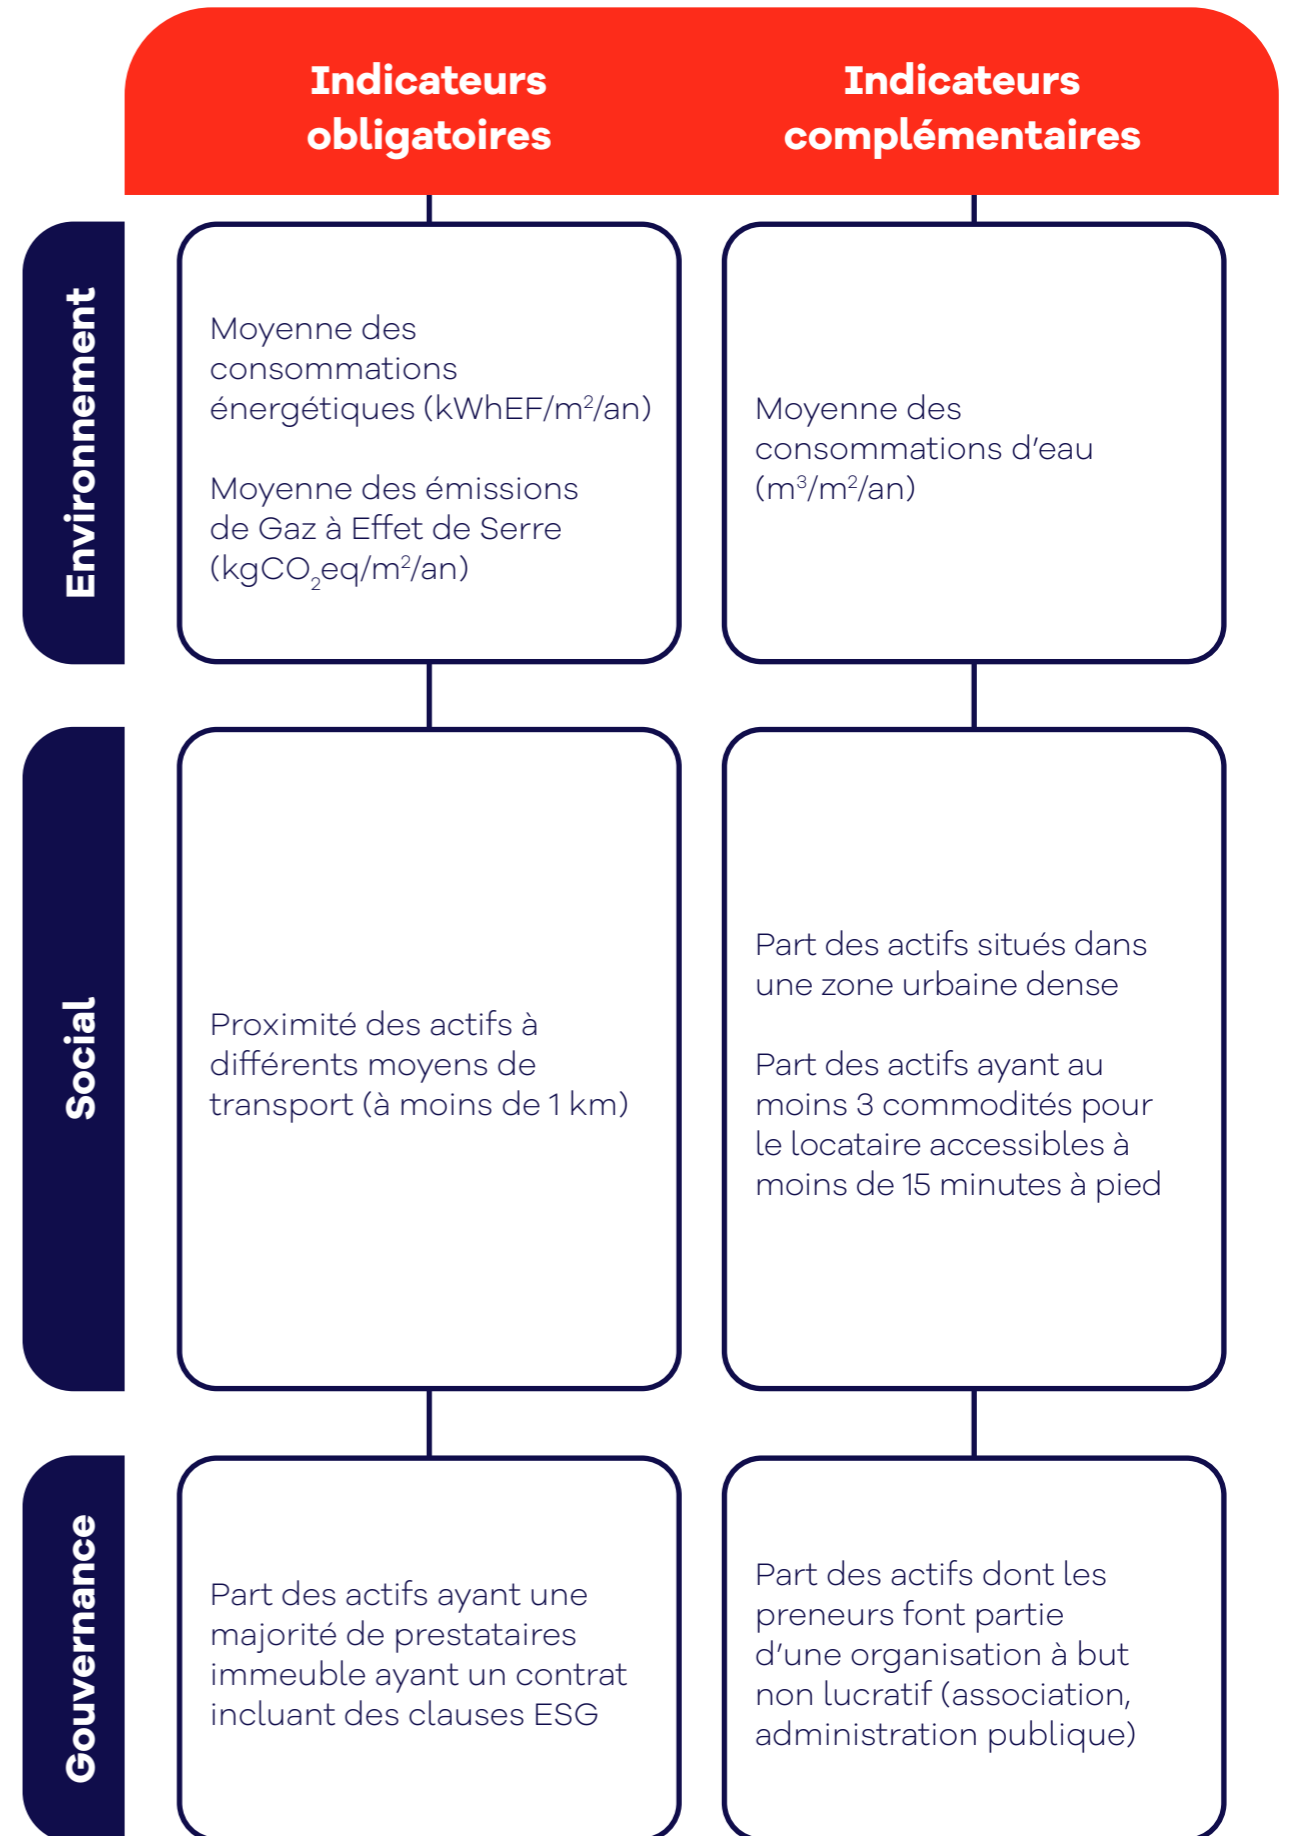 Indicateurs
obligatoires
Indicateurs
complémentaires
Environnement
Moyenne des
consommations
énergétiques (kWhEF/m²/an)
Moyenne des émissions
de Gaz à Effet de Serre
(kgCO₂eq/m²/an)
Moyenne des
consommations d’eau
(m³/m²/an)
Social
Proximité des actifs à
différents moyens de
transport (à moins de 1 km)
Part des actifs situés dans
une zone urbaine dense
Part des actifs ayant au
moins 3 commodités pour
le locataire accessibles à
moins de 15 minutes à pied
Gouvernance
Part des actifs ayant une
majorité de prestataires
immeuble ayant un contrat
incluant des clauses ESG
Part des actifs dont les
preneurs font partie
d’une organisation à but
non lucratif (association,
administration publique)